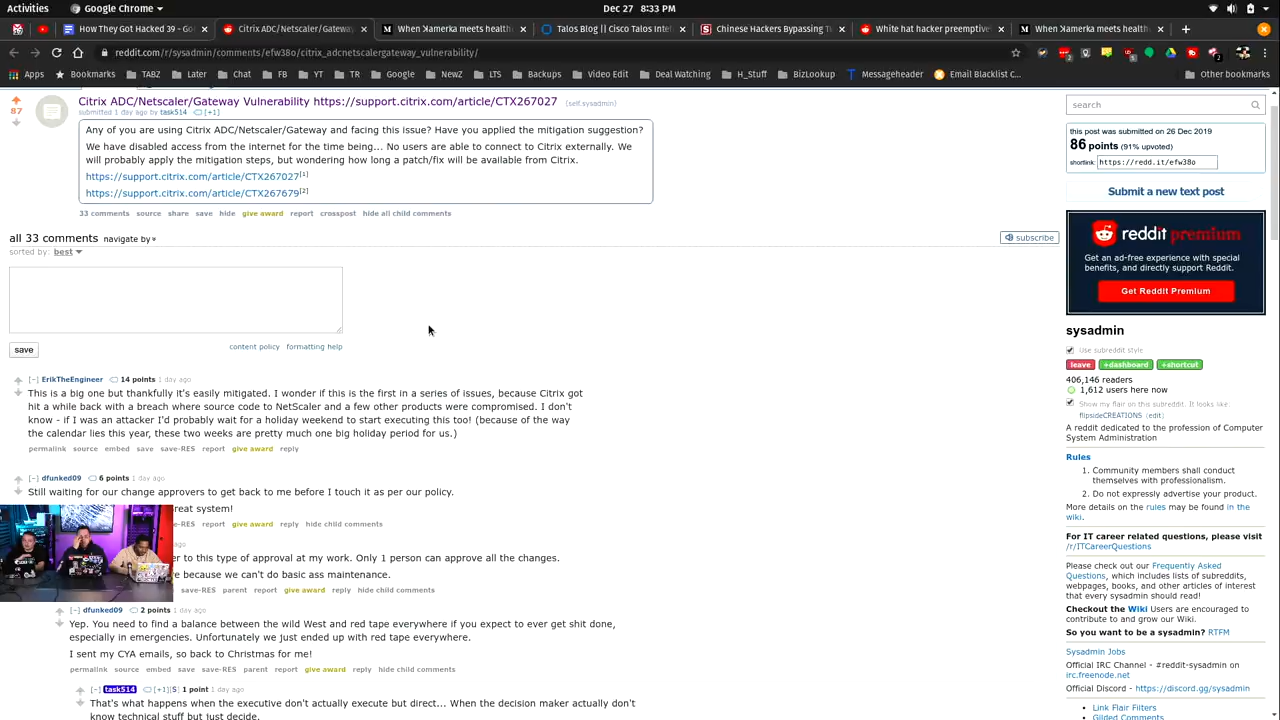 Activities
Google Chrome
Dec 27 8:33 PM
How They Got Hacked 39 - Go
Citrix ADC/Netscaler/Gatewa
When Жamerka meets health
Talos Blog || Cisco Talos Intel
Chinese Hackers Bypassing T
White hat hacker preemptive
When Жamerka meets health
reddit.com/r/sysadmin/comments/efw38o/citrix_adcnetscalergateway_vulnerability/
Apps
Bookmarks
TABZ
Later
Chat
FB
YT
TR
Google
NewZ
LTS
Backups
Video Edit
Deal Watching
H_Stuff
BizLookup
Messageheader
Email Blacklist C...
Other bookmarks
87
Citrix ADC/Netscaler/Gateway Vulnerability https://support.citrix.com/article/CTX267027 (self.sysadmin)
submitted 1 day ago by task514 [+1]
Any of you are using Citrix ADC/Netscaler/Gateway and facing this issue? Have you applied the mitigation suggestion?
We have disabled access from the internet for the time being... No users are able to connect to Citrix externally. We
will probably apply the mitigation steps, but wondering how long a patch/fix will be available from Citrix.
https://support.citrix.com/article/CTX267027[1]
https://support.citrix.com/article/CTX267679[2]
33 comments source share save hide give award report crosspost hide all child comments
all 33 comments navigate by
subscribe
sorted by: best
save
content policy formatting help
[−] ErikTheEngineer 14 points 1 day ago
This is a big one but thankfully it's easily mitigated. I wonder if this is the first in a series of issues, because Citrix got
hit a while back with a breach where source code to NetScaler and a few other products were compromised. I don't
know - if I was an attacker I'd probably wait for a holiday weekend to start executing this too! (because of the way
the calendar lies this year, these two weeks are pretty much one big holiday period for us.)
permalink source embed save save-RES report give award reply
[−] dfunked09 6 points 1 day ago
Still waiting for our change approvers to get back to me before I touch it as per our policy.
reat system!
e-RES report give award reply hide child comments
ago
er to this type of approval at my work. Only 1 person can approve all the changes.
e because we can't do basic ass maintenance.
save-RES parent report give award reply hide child comments
[−] dfunked09 2 points 1 day ago
Yep. You need to find a balance between the wild West and red tape everywhere if you expect to ever get shit done,
especially in emergencies. Unfortunately we just ended up with red tape everywhere.
I sent my CYA emails, so back to Christmas for me!
permalink source embed save save-RES parent report give award reply hide child comments
[−] task514 [+1][S] 1 point 1 day ago
That's what happens when the executive don't actually execute but direct... When the decision maker actually don't
know technical stuff but just decide.
search
this post was submitted on 26 Dec 2019
86 points (91% upvoted)
shortlink: https://redd.it/efw38o
Submit a new text post
reddit premium
Get an ad-free experience with special
benefits, and directly support Reddit.
Get Reddit Premium
sysadmin
Use subreddit style
leave +dashboard +shortcut
406,146 readers
1,612 users here now
Show my flair on this subreddit. It looks like:
flipsideCREATIONS (edit)
A reddit dedicated to the profession of Computer
System Administration
Rules
1. Community members shall conduct
themselves with professionalism.
2. Do not expressly advertise your product.
More details on the rules may be found in the
wiki.
For IT career related questions, please visit
/r/ITCareerQuestions
Please check out our Frequently Asked
Questions, which includes lists of subreddits,
webpages, books, and other articles of interest
that every sysadmin should read!
Checkout the Wiki Users are encouraged to
contribute to and grow our Wiki.
So you want to be a sysadmin? RTFM
Sysadmin Jobs
Official IRC Channel - #reddit-sysadmin on
irc.freenode.net
Official Discord - https://discord.gg/sysadmin
Link Flair Filters
Gilded Comments